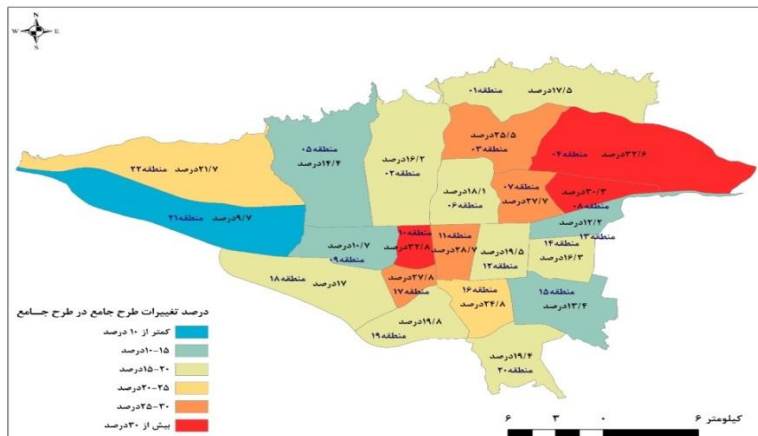 N
W E
S
منطقه۰۱ ۱۷/۵درصد
۲۵/۵درصد
منطقه۰۳
منطقه۰۴ ۳۲/۶درصد
منطقه۰۵
۱۴/۴درصد
۱۶/۲درصد
منطقه۰۲
منطقه۲۲ ۲۱/۷درصد
۱۸/۱درصد
منطقه۰۶
منطقه۰۷
۲۷/۷درصد
۳۰/۳درصد
منطقه۰۸
منطقه۲۱ ۹/۷درصد
۱۲/۲درصد
منطقه۱۳
منطقه۱۰
۳۲/۸درصد
منطقه۱۱
۲۸/۷درصد
۱۹/۵درصد
منطقه۱۲
منطقه۱۴
۱۶/۳درصد
۱۰/۷درصد
منطقه۰۹
منطقه۱۸ ۱۷درصد
۲۷/۸درصد
منطقه۱۷
منطقه۱۶
۲۴/۸درصد
منطقه۱۵
۱۳/۴درصد
۱۹/۸درصد
منطقه۱۹
۱۹/۴درصد
منطقه۲۰
درصد تغییرات طرح جامع در طرح جــامع
کمتر از ۱۰ درصد
۱۰-۱۵درصد
۱۵-۲۰درصد
۲۰-۲۵درصد
۲۵-۳۰درصد
بیش از ۳۰درصد
۶ ۳ ۰ ۶ کیلومتر